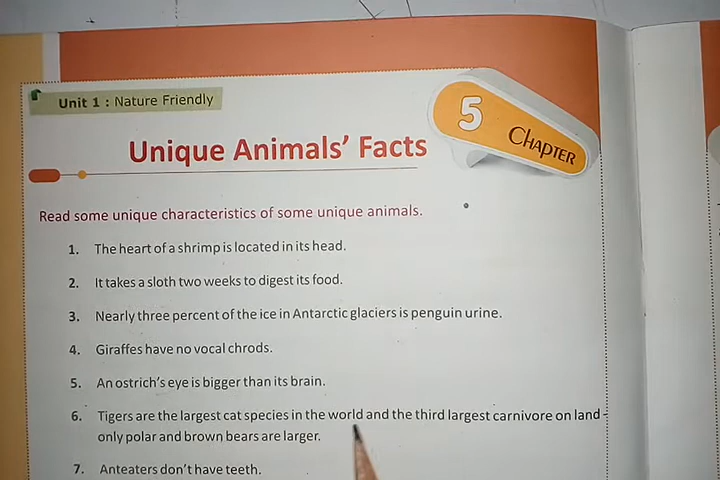 Unit 1 : Nature Friendly
5 CHAPTER
Unique Animals' Facts
Read some unique characteristics of some unique animals.
1. The heart of a shrimp is located in its head.
2. It takes a sloth two weeks to digest its food.
3. Nearly three percent of the ice in Antarctic glaciers is penguin urine.
4. Giraffes have no vocal chrods.
5. An ostrich's eye is bigger than its brain.
6. Tigers are the largest cat species in the world and the third largest carnivore on land -
only polar and brown bears are larger.
7. Anteaters don't have teeth.